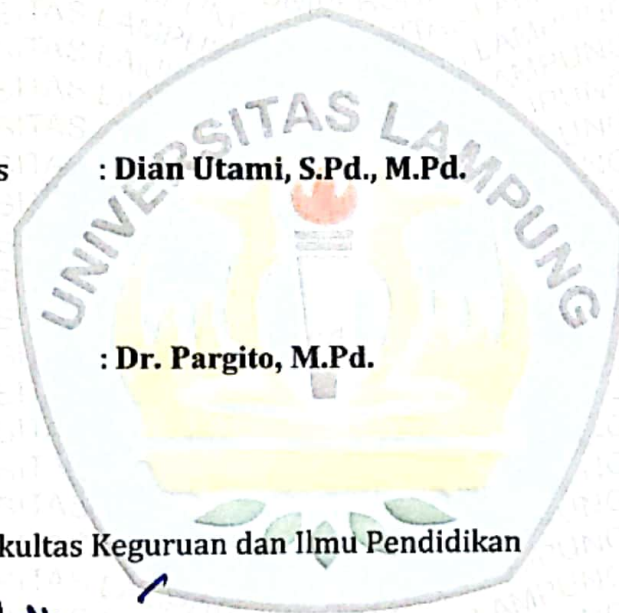 UNIVERSITAS LAMPUNG
s : Dian Utami, S.Pd., M.Pd.
: Dr. Pargito, M.Pd.
kultas Keguruan dan Ilmu Pendidikan